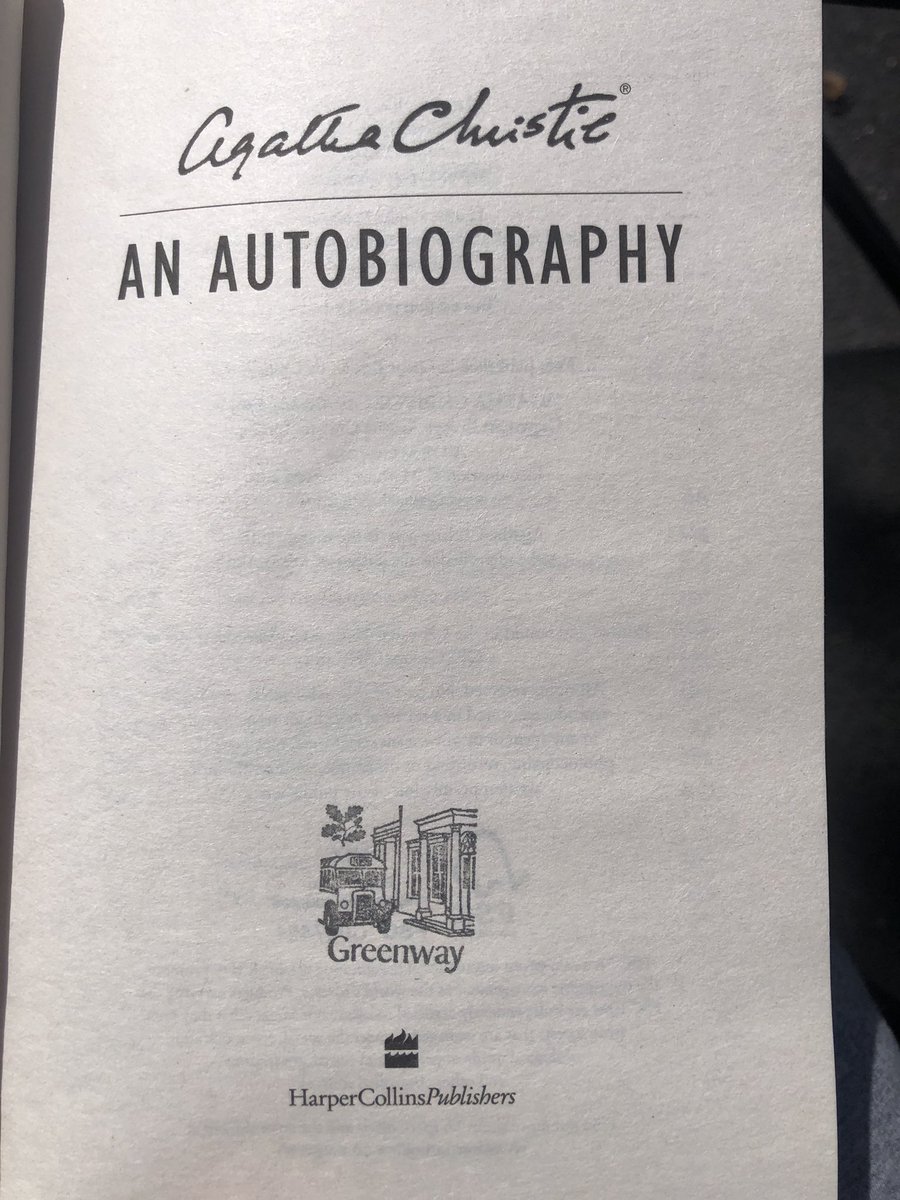 Agatha Christie®
AN AUTOBIOGRAPHY
Greenway
HarperCollinsPublishers